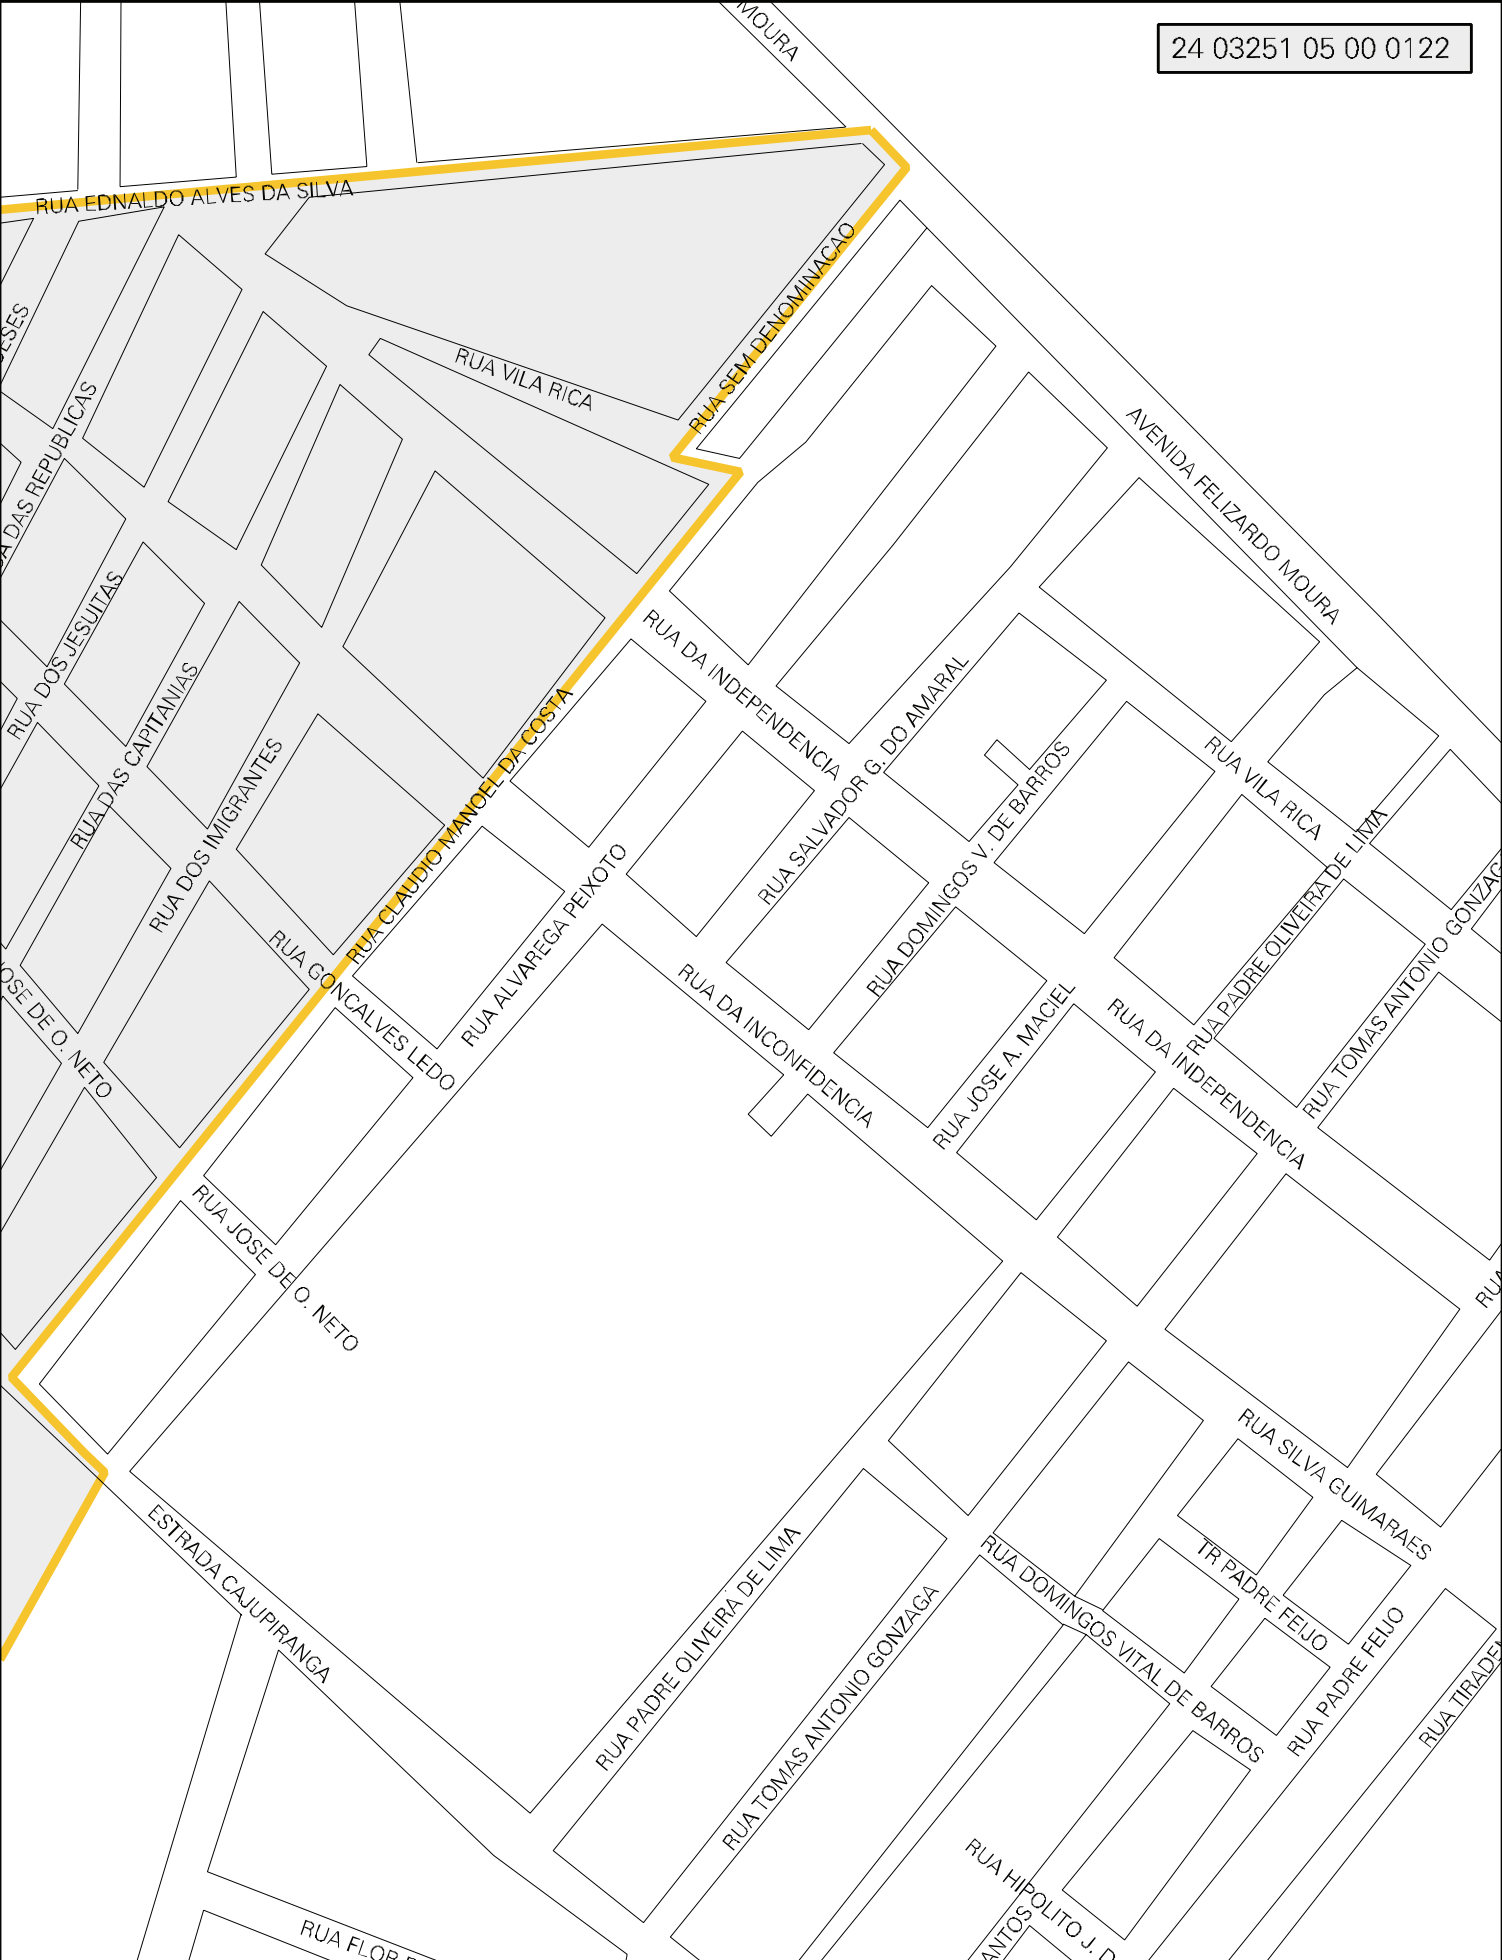 MOURA
24 03251 05 00 0122
RUA EDNALDO ALVES DA SILVA
RUA SEM DENOMINACAO
RUA VILA RICA
DAS REPUBLICAS
AVENIDA FELIZARDO MOURA
RUA DOS JESUITAS
RUA DA INDEPENDENCIA
RUA DAS CAPITANIAS
RUA CLAUDIO MANOEL DA COSTA
RUA SALVADOR G. DO AMARAL
RUA DOS IMIGRANTES
RUA VILA RICA
RUA DOMINGOS V. DE BARROS
RUA PADRE OLIVEIRA DE LIMA
RUA ALVAREGA PEIXOTO
RUA TOMAS ANTONIO GONZAG
RUA GONCALVES LEDO
RUA DA INCONFIDENCIA
JOSE DE O. NETO
RUA JOSE A. MACIEL
RUA DA INDEPENDENCIA
RUA JOSE DE O. NETO
RUA
RUA SILVA GUIMARAES
ESTRADA CAJUPIRANGA
RUA PADRE OLIVEIRA DE LIMA
RUA DOMINGOS VITAL DE BARROS
TR PADRE FEIJO
RUA TOMAS ANTONIO GONZAGA
RUA PADRE FEIJO
RUA TIRADEN
RUA HIPOLITO J. D
ANTOS
RUA FLOR